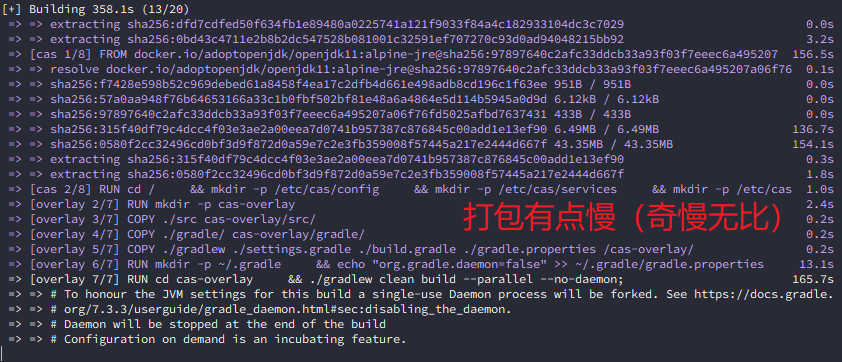 [+] Building 358.1s (13/20)
=> => extracting sha256:dfd7cdfed50f634fb1e89480a0225741a121f9033f84a4c182933104dc3c7029 0.0s
=> => extracting sha256:0bd43c4711e2b8b2dc547528b081001c32591ef707270c93d0ad94048215bb92 3.2s
=> [cas 1/8] FROM docker.io/adoptopenjdk/openjdk11:alpine-jre@sha256:97897640c2afc33ddcb33a93f03f7eeec6a495207 156.5s
=> => resolve docker.io/adoptopenjdk/openjdk11:alpine-jre@sha256:97897640c2afc33ddcb33a93f03f7eeec6a495207a06f76 0.1s
=> => sha256:f7428e598b52c969debed61a8458f4ea17c2dfb4d661e498adb8cd196c1f63ee 951B / 951B 0.0s
=> => sha256:57a0aa948f76b64653166a33c1b0fbf502bf81e48a6a4864e5d114b5945a0d9d 6.12kB / 6.12kB 0.0s
=> => sha256:97897640c2afc33ddcb33a93f03f7eeec6a495207a06f76fd5025afbd7637431 433B / 433B 0.0s
=> => sha256:315f40df79c4dcc4f03e3ae2a00eea7d0741b957387c876845c00add1e13ef90 6.49MB / 6.49MB 136.7s
=> => sha256:0580f2cc32496cd0bf3d9f872d0a59e7c2e3fb359008f57445a217e2444d667f 43.35MB / 43.35MB 154.1s
=> => extracting sha256:315f40df79c4dcc4f03e3ae2a00eea7d0741b957387c876845c00add1e13ef90 0.3s
=> => extracting sha256:0580f2cc32496cd0bf3d9f872d0a59e7c2e3fb359008f57445a217e2444d667f 1.8s
=> [cas 2/8] RUN cd / && mkdir -p /etc/cas/config && mkdir -p /etc/cas/services && mkdir -p /etc/cas 1.0s
=> [overlay 2/7] RUN mkdir -p cas-overlay 2.4s
=> [overlay 3/7] COPY ./src cas-overlay/src/ 0.2s
打包有点慢（奇慢无比）
=> [overlay 4/7] COPY ./gradle/ cas-overlay/gradle/ 0.2s
=> [overlay 5/7] COPY ./gradlew ./settings.gradle ./build.gradle ./gradle.properties /cas-overlay/ 0.2s
=> [overlay 6/7] RUN mkdir -p ~/.gradle && echo "org.gradle.daemon=false" >> ~/.gradle/gradle.properties 13.1s
=> [overlay 7/7] RUN cd cas-overlay && ./gradlew clean build --parallel --no-daemon; 165.7s
=> => # To honour the JVM settings for this build a single-use Daemon process will be forked. See https://docs.gradle.
=> => # org/7.3.3/userguide/gradle_daemon.html#sec:disabling_the_daemon.
=> => # Daemon will be stopped at the end of the build
=> => # Configuration on demand is an incubating feature.